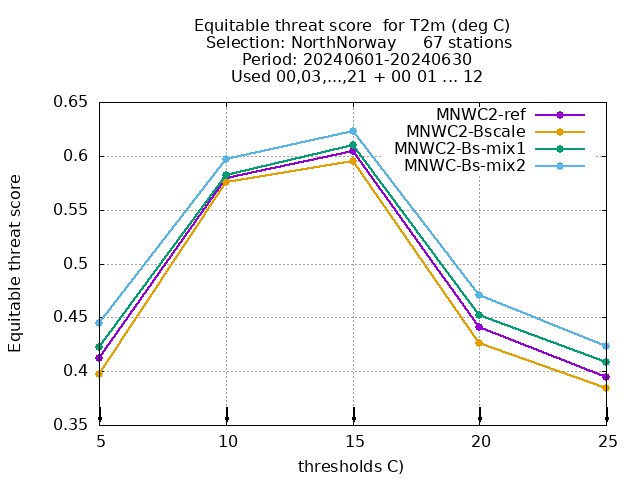 Equitable threat score  for T2m (deg C)
Selection: NorthNorway     67 stations
Period: 20240601-20240630
Used 00,03,...,21 + 00 01 ... 12
MNWC2-ref
MNWC2-Bscale
MNWC2-Bs-mix1
MNWC-Bs-mix2
Equitable threat score
0.65
0.6
0.55
0.5
0.45
0.4
0.35
5 10 15 20 25
thresholds C)